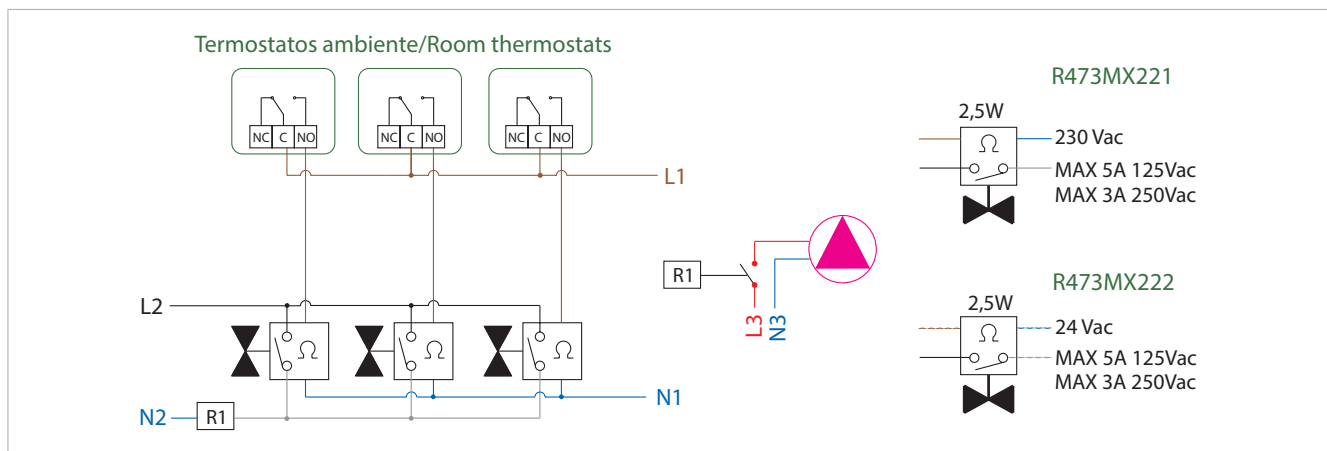 Termostatos ambiente/Room thermostats
NC C NO
NC C NO
NC C NO
L1
L2
Ω
Ω
Ω
N1
N2
R1
R1
L3
N3
R473MX221
2,5W
Ω
230 Vac
MAX 5A 125Vac
MAX 3A 250Vac
R473MX222
2,5W
Ω
24 Vac
MAX 5A 125Vac
MAX 3A 250Vac